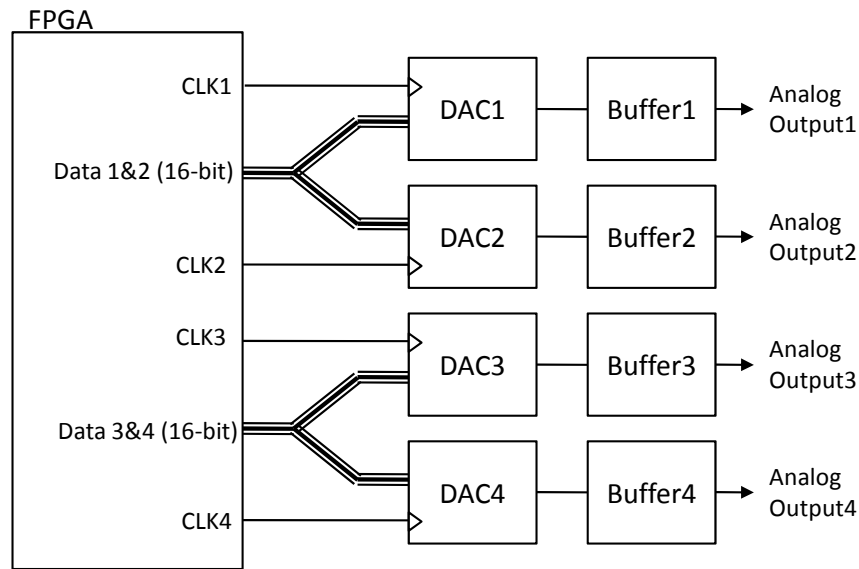 FPGA
CLK1
DAC1
Buffer1
Analog
Output1
Data 1&2 (16-bit)
DAC2
Buffer2
Analog
Output2
CLK2
CLK3
DAC3
Buffer3
Analog
Output3
Data 3&4 (16-bit)
DAC4
Buffer4
Analog
Output4
CLK4